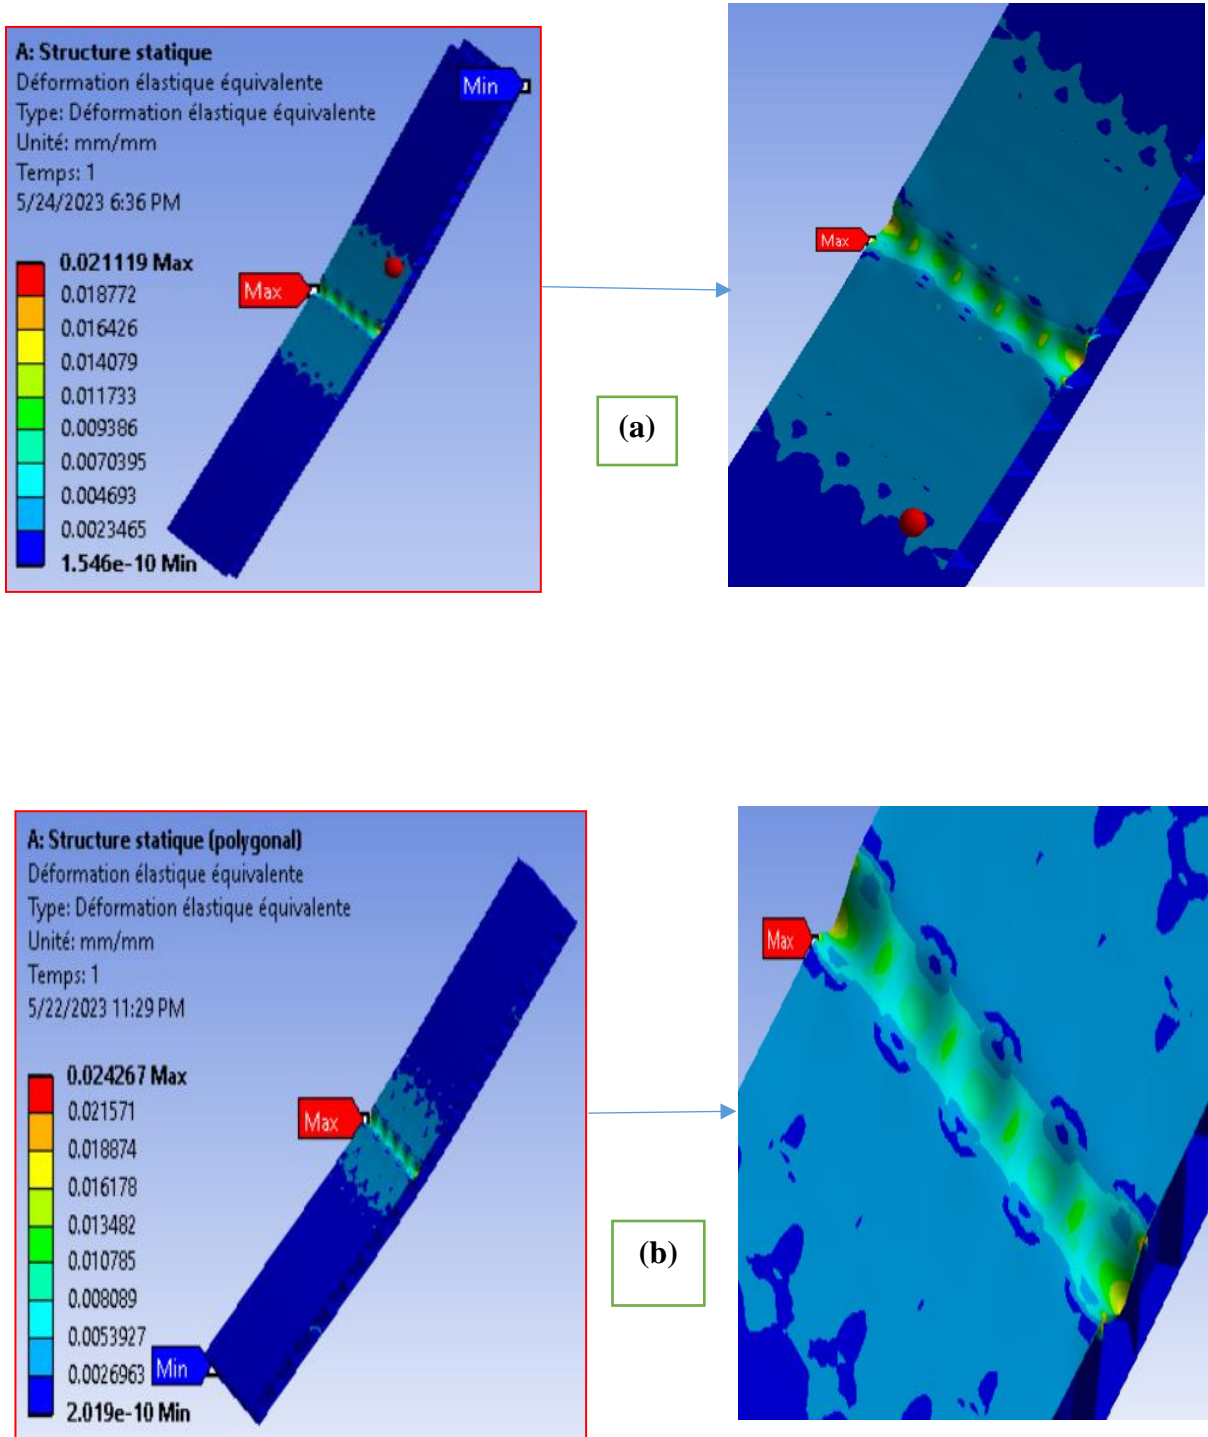 A: Structure statique
Déformation élastique équivalente
Type: Déformation élastique équivalente
Unité: mm/mm
Temps: 1
5/24/2023 6:36 PM
0.021119 Max
0.018772
0.016426
0.014079
0.011733
0.009386
0.0070395
0.004693
0.0023465
1.546e-10 Min
Min
Max
Max
(a)
A: Structure statique (polygonal)
Déformation élastique équivalente
Type: Déformation élastique équivalente
Unité: mm/mm
Temps: 1
5/22/2023 11:29 PM
0.024267 Max
0.021571
0.018874
0.016178
0.013482
0.010785
0.008089
0.0053927
0.0026963
2.019e-10 Min
Max
Min
Max
(b)